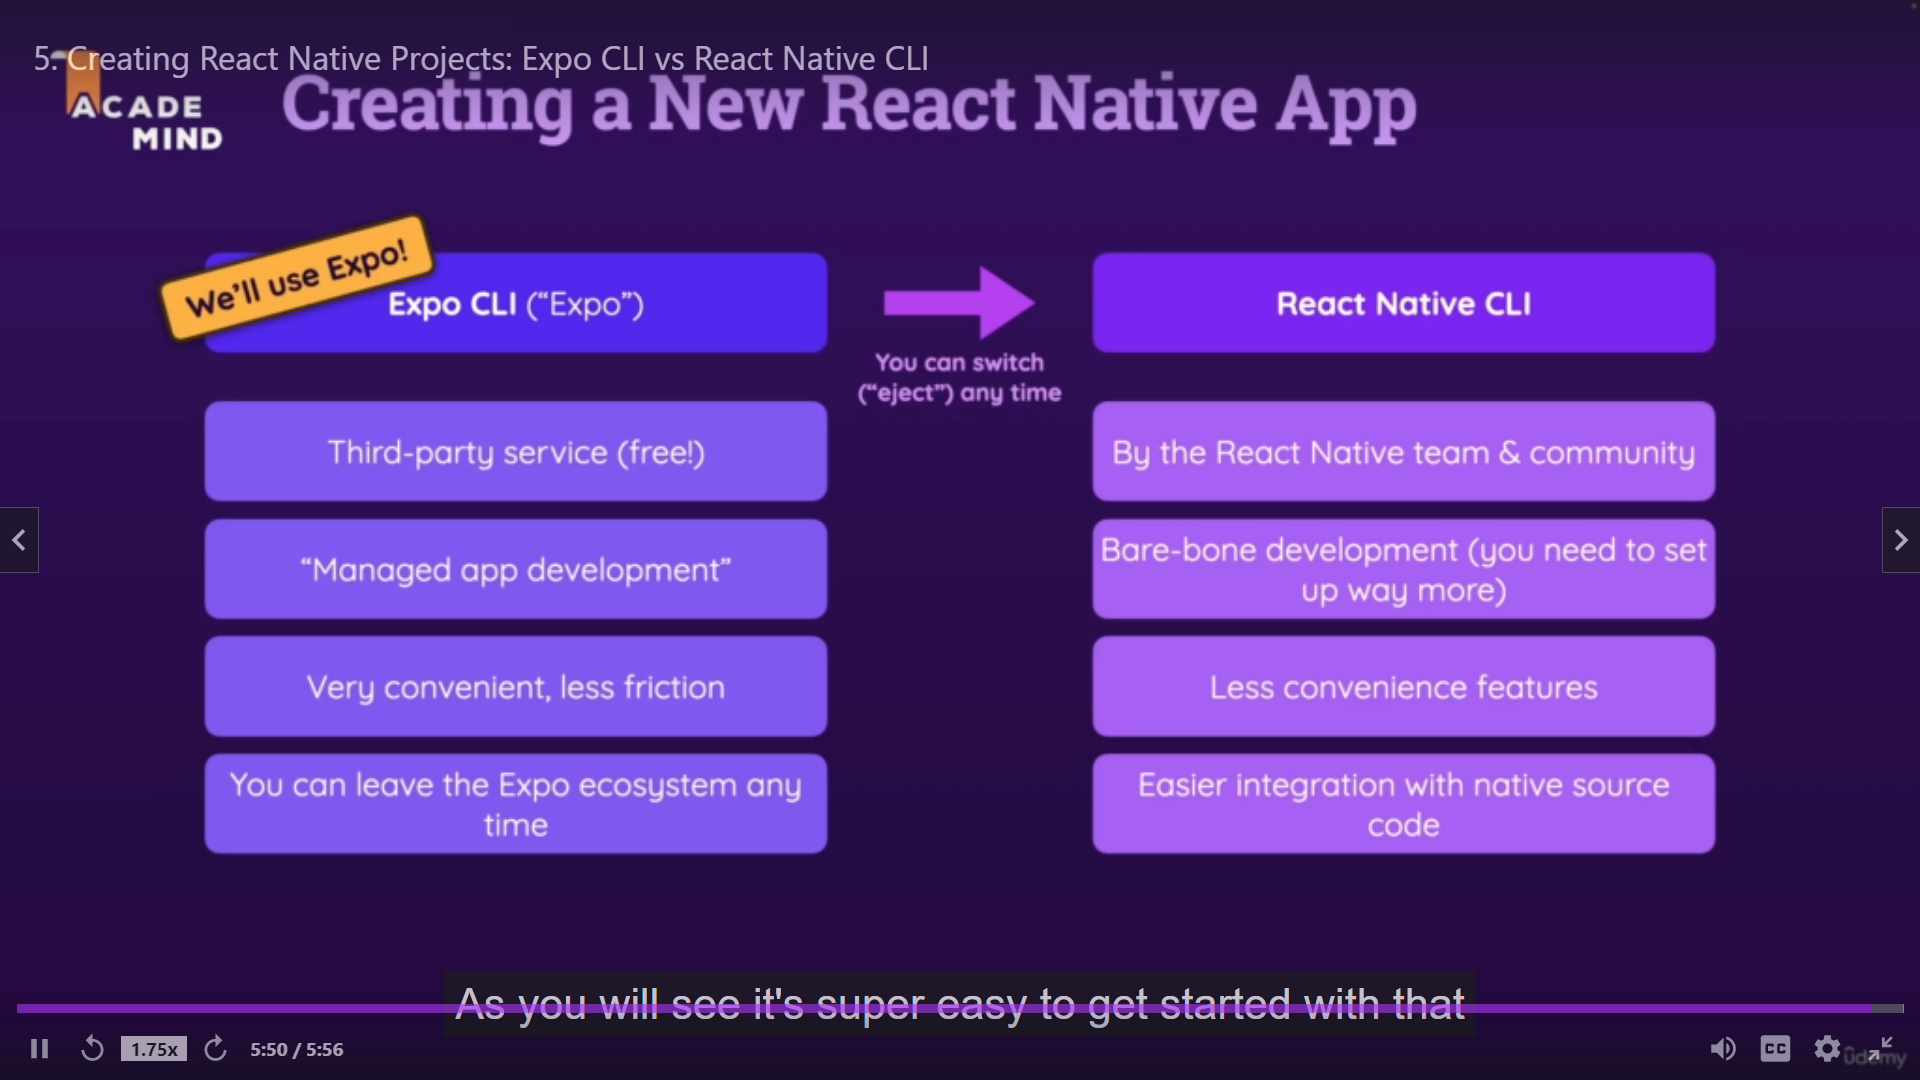 5. Creating React Native Projects: Expo CLI vs React Native CLI
ACADE
MIND
Creating a New React Native App
We'll use Expo!
Expo CLI (“Expo”)
You can switch
(“eject”) any time
React Native CLI
Third-party service (free!)
By the React Native team & community
“Managed app development”
Bare-bone development (you need to set
up way more)
Very convenient, less friction
Less convenience features
You can leave the Expo ecosystem any
time
Easier integration with native source
code
As you will see it's super easy to get started with that
1.75x
5:50 / 5:56
CC
ûdemy